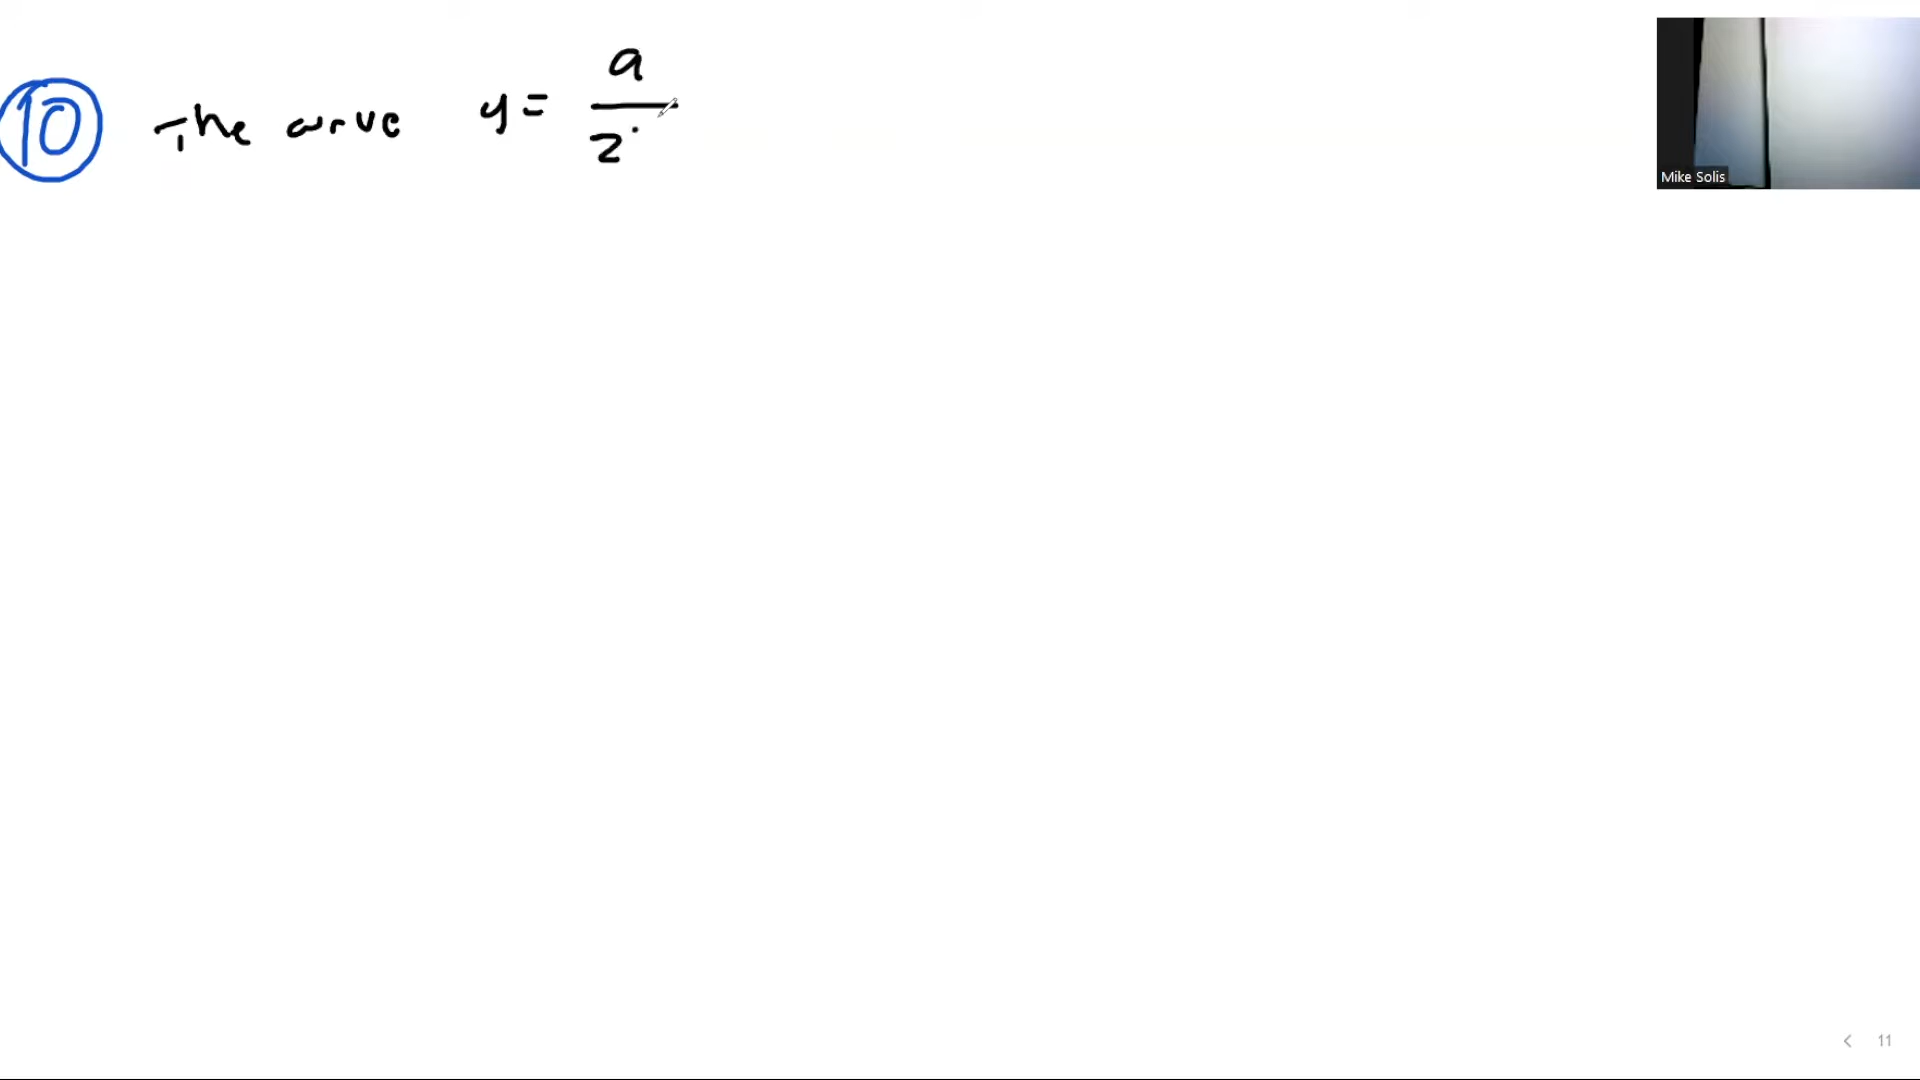 a
10 The curve y = ―
2
Mike Solis
< 11